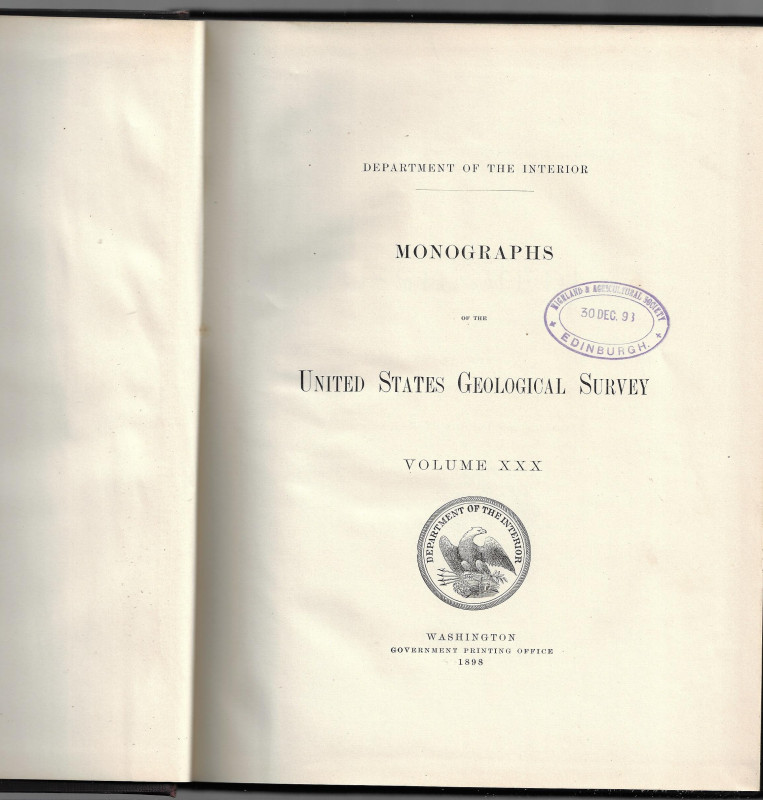 DEPARTMENT OF THE INTERIOR
MONOGRAPHS
OF THE
UNITED STATES GEOLOGICAL SURVEY
HIGHLAND & AGRICULTURAL SOCIETY
30 DEC. 93
EDINBURGH.
VOLUME XXX
DEPARTMENT OF THE INTERIOR
WASHINGTON
GOVERNMENT PRINTING OFFICE
1898